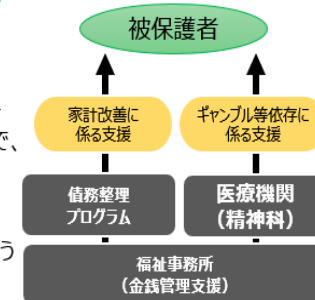 被保護者
家計改善に
係る支援
ギャンブル等依存に
係る支援
で、
債務整理
プログラム
医療機関
（精神科）
う
福祉事務所
（金銭管理支援）